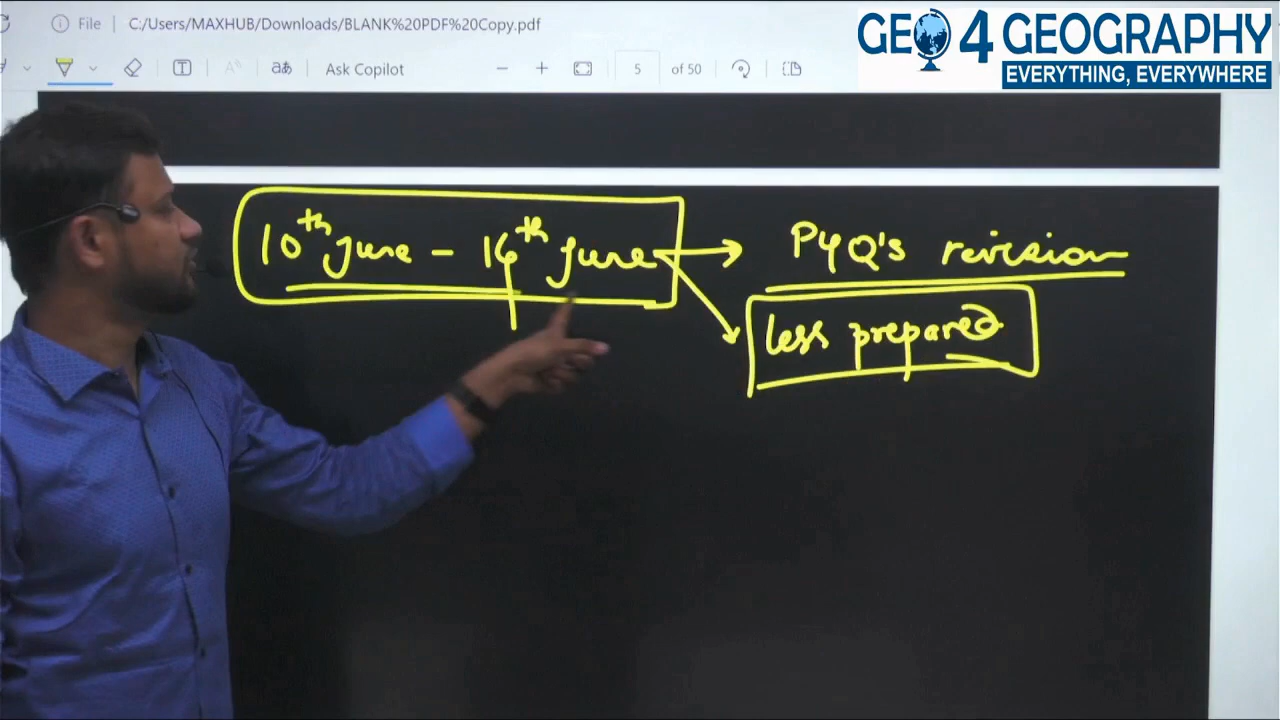 File C:/Users/MAXHUB/Downloads/BLANK%20PDF%20Copy.pdf
GEO 4 GEOGRAPHY
EVERYTHING, EVERYWHERE
Ask Copilot 5 of 50
10th June - 16th June → PYQ's revision
less prepared